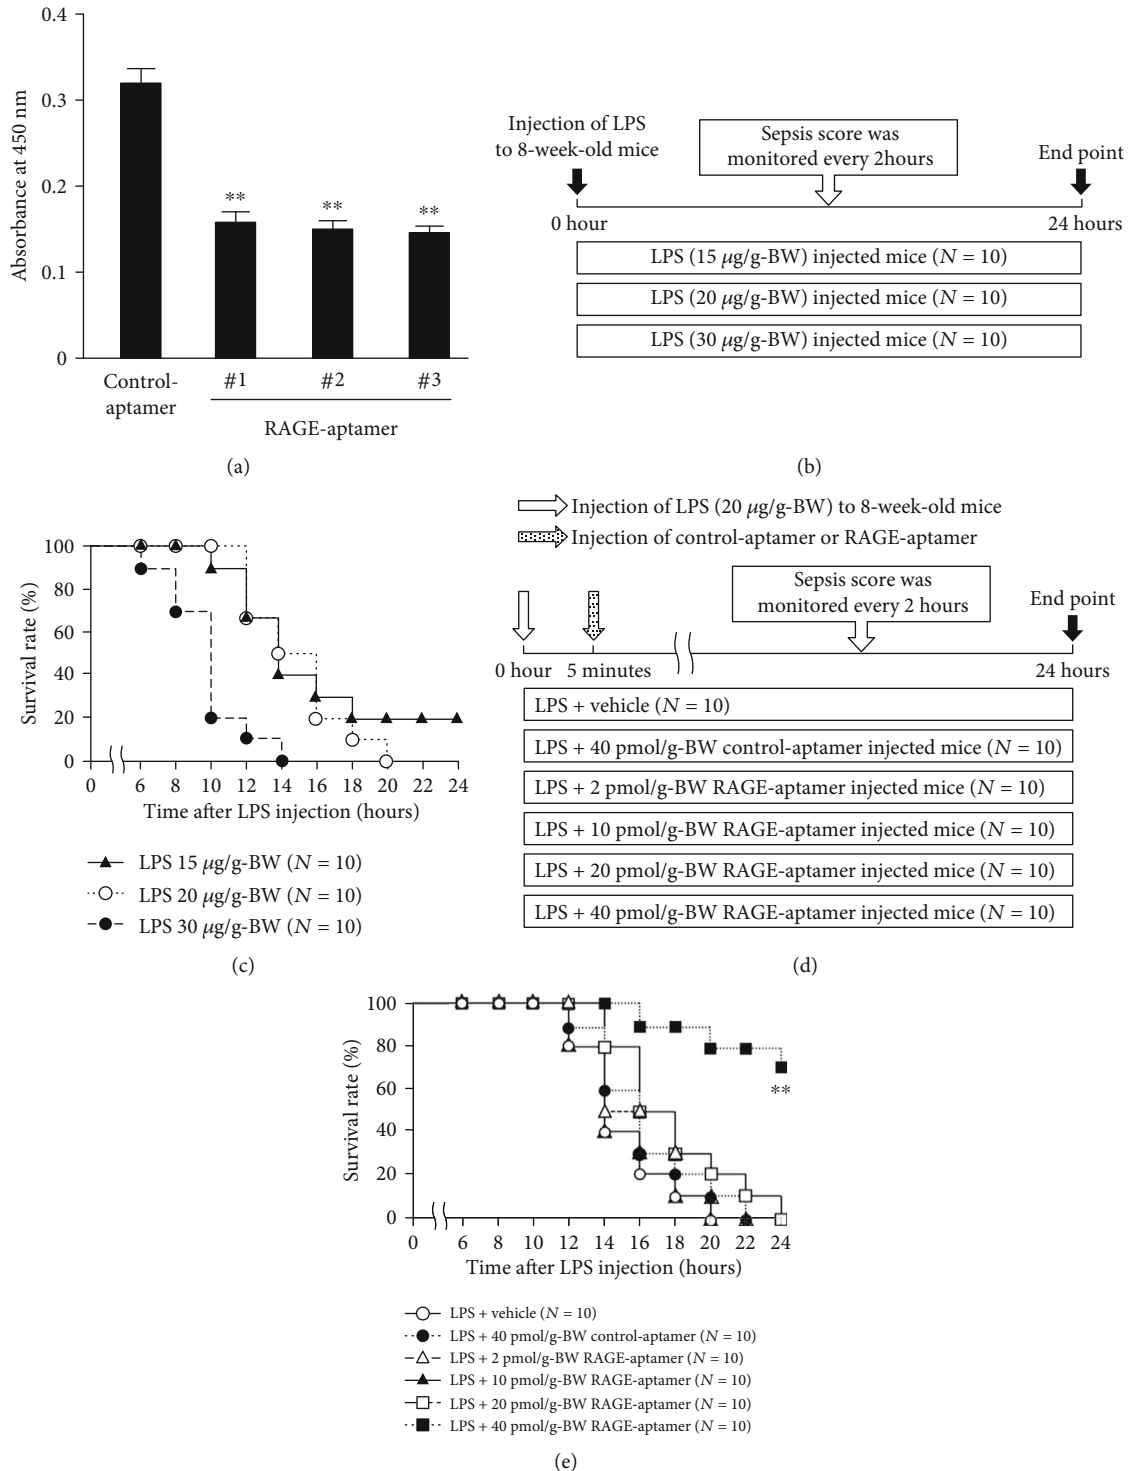 0.4
0.3
0.2
0.1
0
Absorbance at 450 nm
**
**
**
Control-
aptamer
#1
#2
#3
RAGE-aptamer
(a)
Injection of LPS
to 8-week-old mice
Sepsis score was
monitored every 2hours
End point
0 hour
24 hours
LPS (15 μg/g-BW) injected mice (N = 10)
LPS (20 μg/g-BW) injected mice (N = 10)
LPS (30 μg/g-BW) injected mice (N = 10)
(b)
100
80
60
40
20
0
Survival rate (%)
0 6 8 10 12 14 16 18 20 22 24
Time after LPS injection (hours)
LPS 15 μg/g-BW (N = 10)
LPS 20 μg/g-BW (N = 10)
LPS 30 μg/g-BW (N = 10)
(c)
Injection of LPS (20 μg/g-BW) to 8-week-old mice
Injection of control-aptamer or RAGE-aptamer
Sepsis score was
monitored every 2 hours
End point
0 hour
5 minutes
24 hours
LPS + vehicle (N = 10)
LPS + 40 pmol/g-BW control-aptamer injected mice (N = 10)
LPS + 2 pmol/g-BW RAGE-aptamer injected mice (N = 10)
LPS + 10 pmol/g-BW RAGE-aptamer injected mice (N = 10)
LPS + 20 pmol/g-BW RAGE-aptamer injected mice (N = 10)
LPS + 40 pmol/g-BW RAGE-aptamer injected mice (N = 10)
(d)
100
80
60
40
20
0
Survival rate (%)
**
0 6 8 10 12 14 16 18 20 22 24
Time after LPS injection (hours)
LPS + vehicle (N = 10)
LPS + 40 pmol/g-BW control-aptamer (N = 10)
LPS + 2 pmol/g-BW RAGE-aptamer (N = 10)
LPS + 10 pmol/g-BW RAGE-aptamer (N = 10)
LPS + 20 pmol/g-BW RAGE-aptamer (N = 10)
LPS + 40 pmol/g-BW RAGE-aptamer (N = 10)
(e)